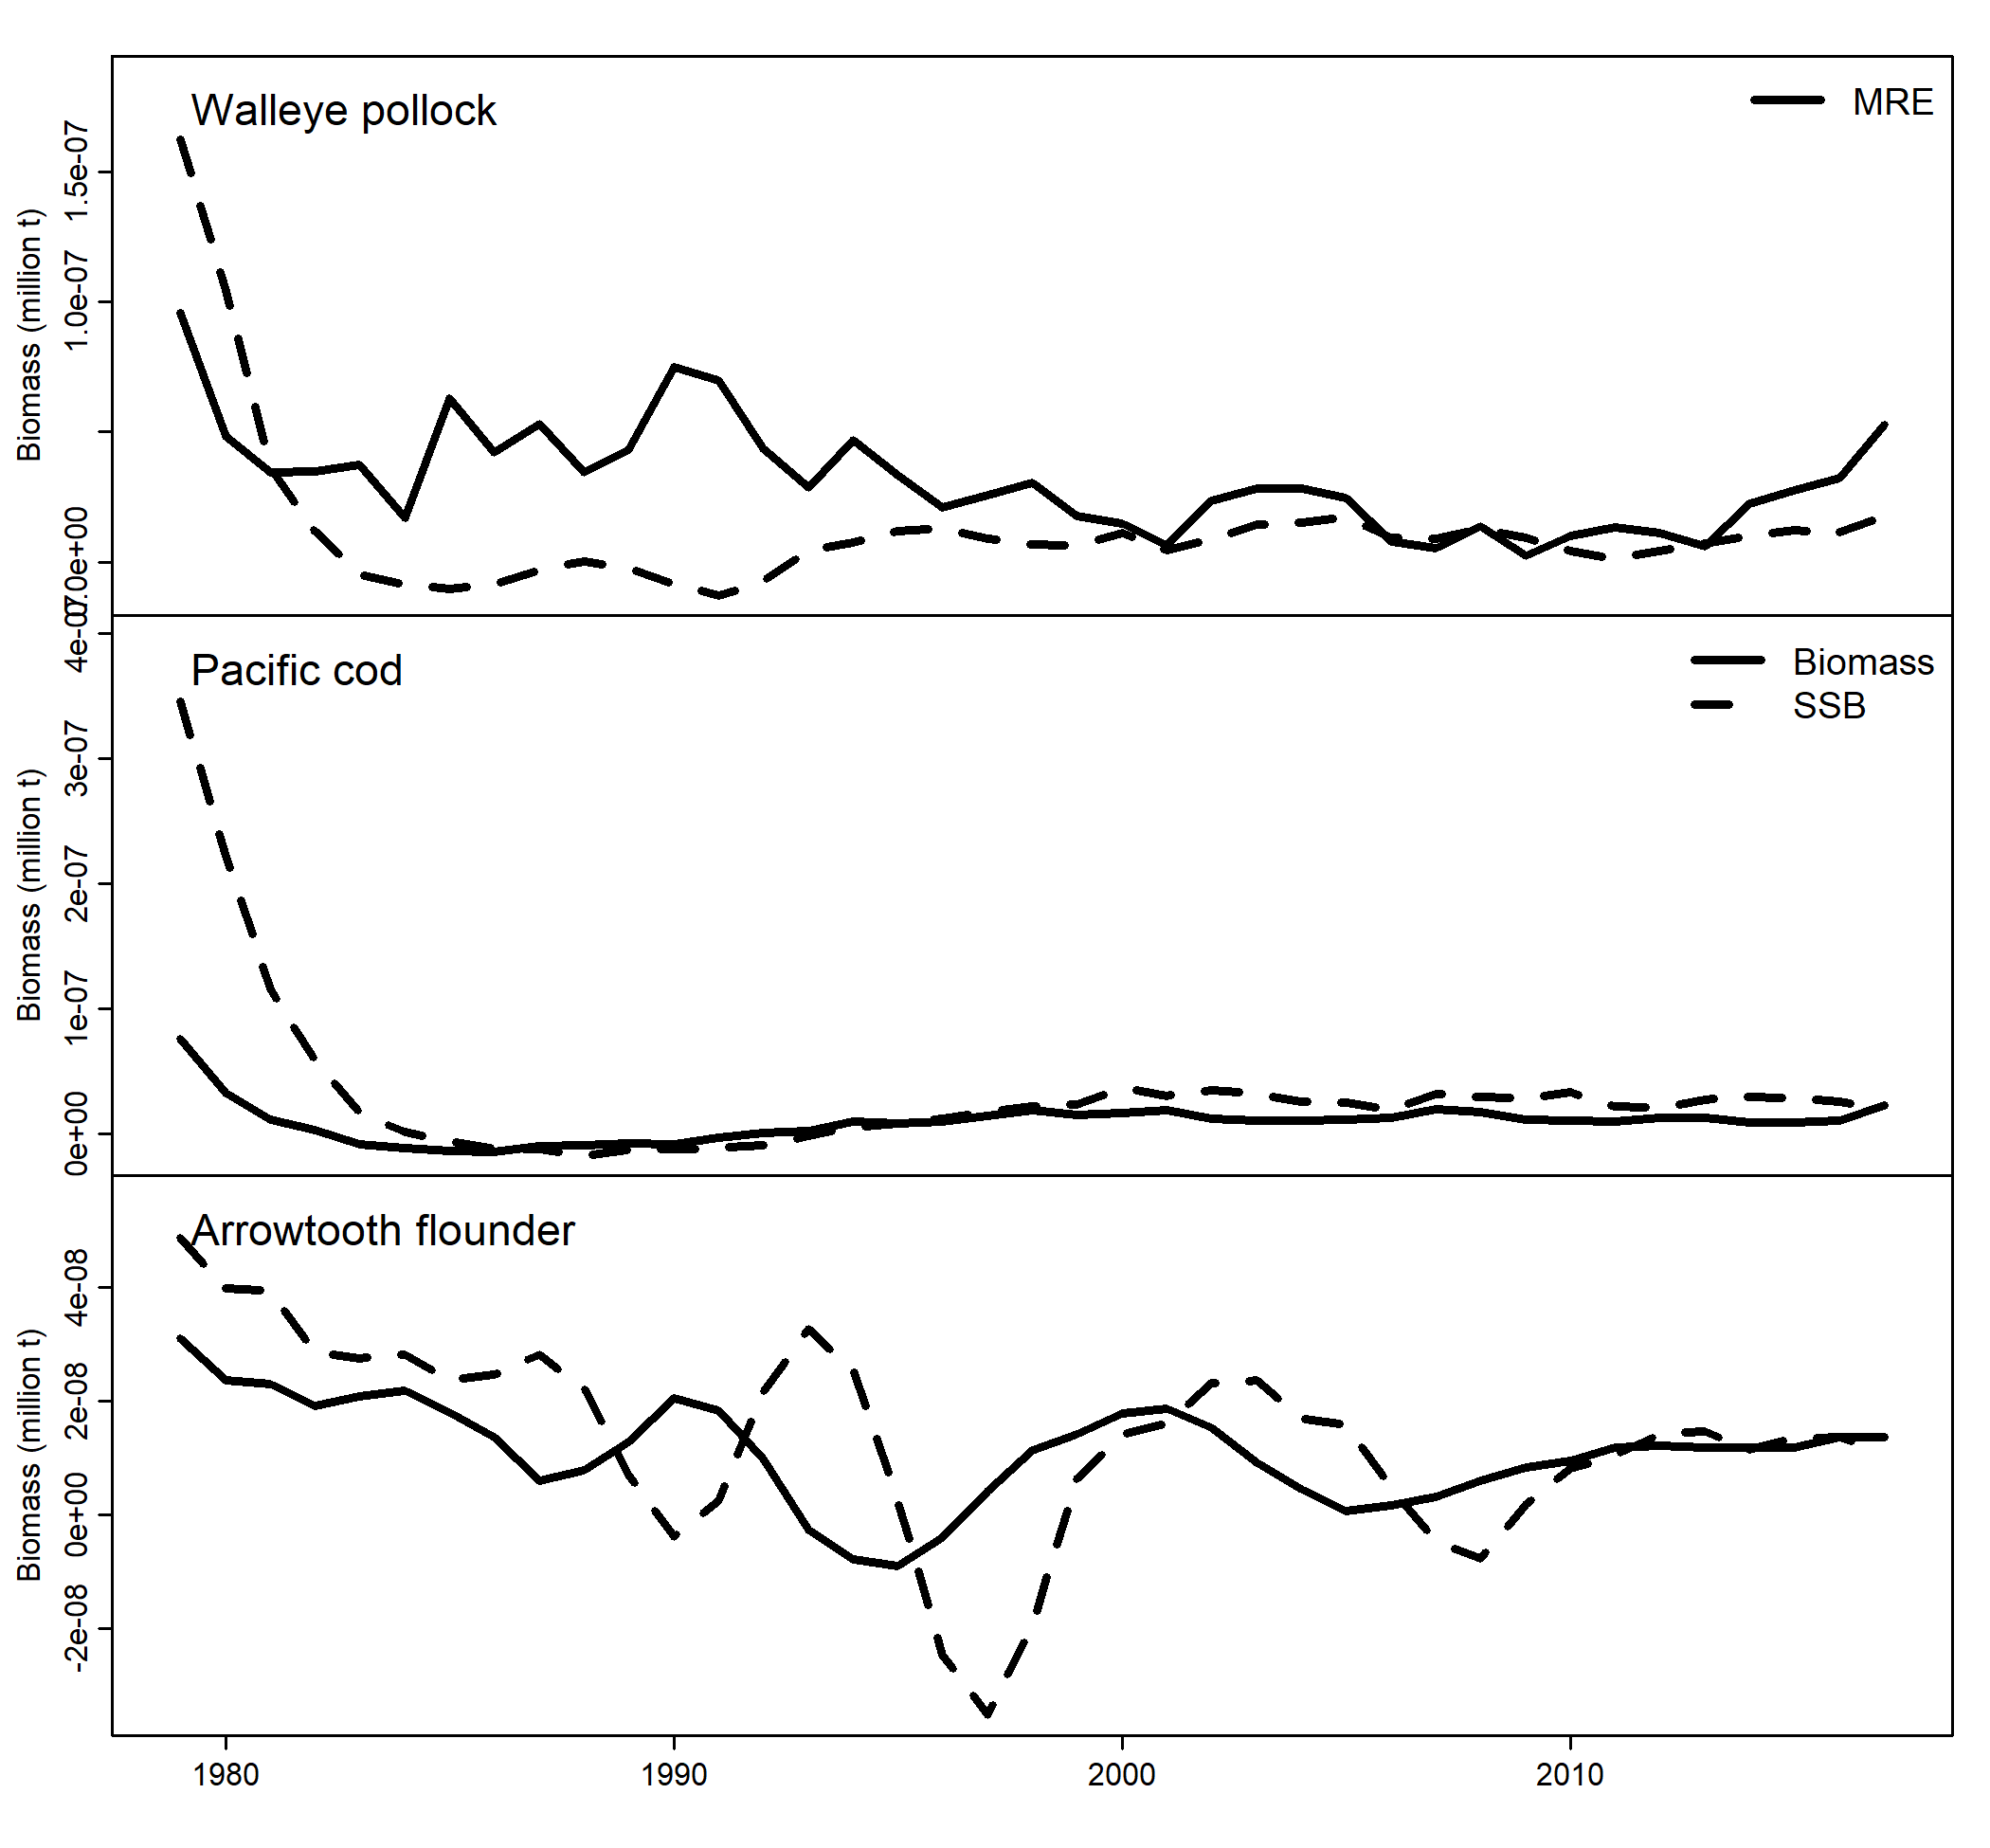 Walleye pollock
MRE
Biomass (million t)
1.5e-07
1.0e-07
0.0e+00
Pacific cod
Biomass
SSB
Biomass (million t)
4e-07
3e-07
2e-07
1e-07
0e+00
Arrowtooth flounder
Biomass (million t)
4e-08
2e-08
0e+00
-2e-08
1980
1990
2000
2010